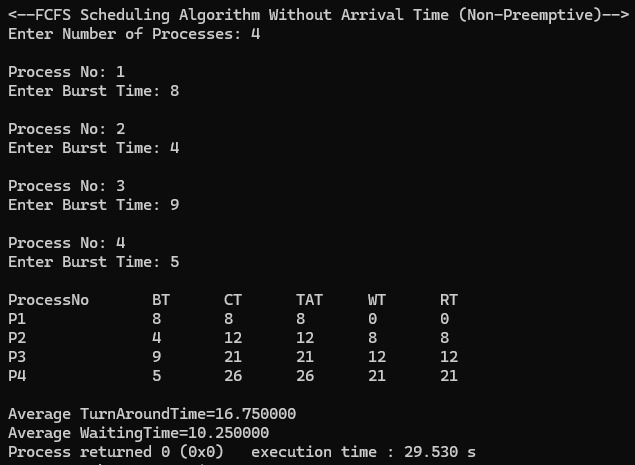 <--FCFS Scheduling Algorithm Without Arrival Time (Non-Preemptive)-->
Enter Number of Processes: 4
Process No: 1
Enter Burst Time: 8
Process No: 2
Enter Burst Time: 4
Process No: 3
Enter Burst Time: 9
Process No: 4
Enter Burst Time: 5
ProcessNo BT CT TAT WT RT
P1 8 8 8 0 0
P2 4 12 12 8 8
P3 9 21 21 12 12
P4 5 26 26 21 21
Average TurnAroundTime=16.750000
Average WaitingTime=10.250000
Process returned 0 (0x0) execution time : 29.530 s